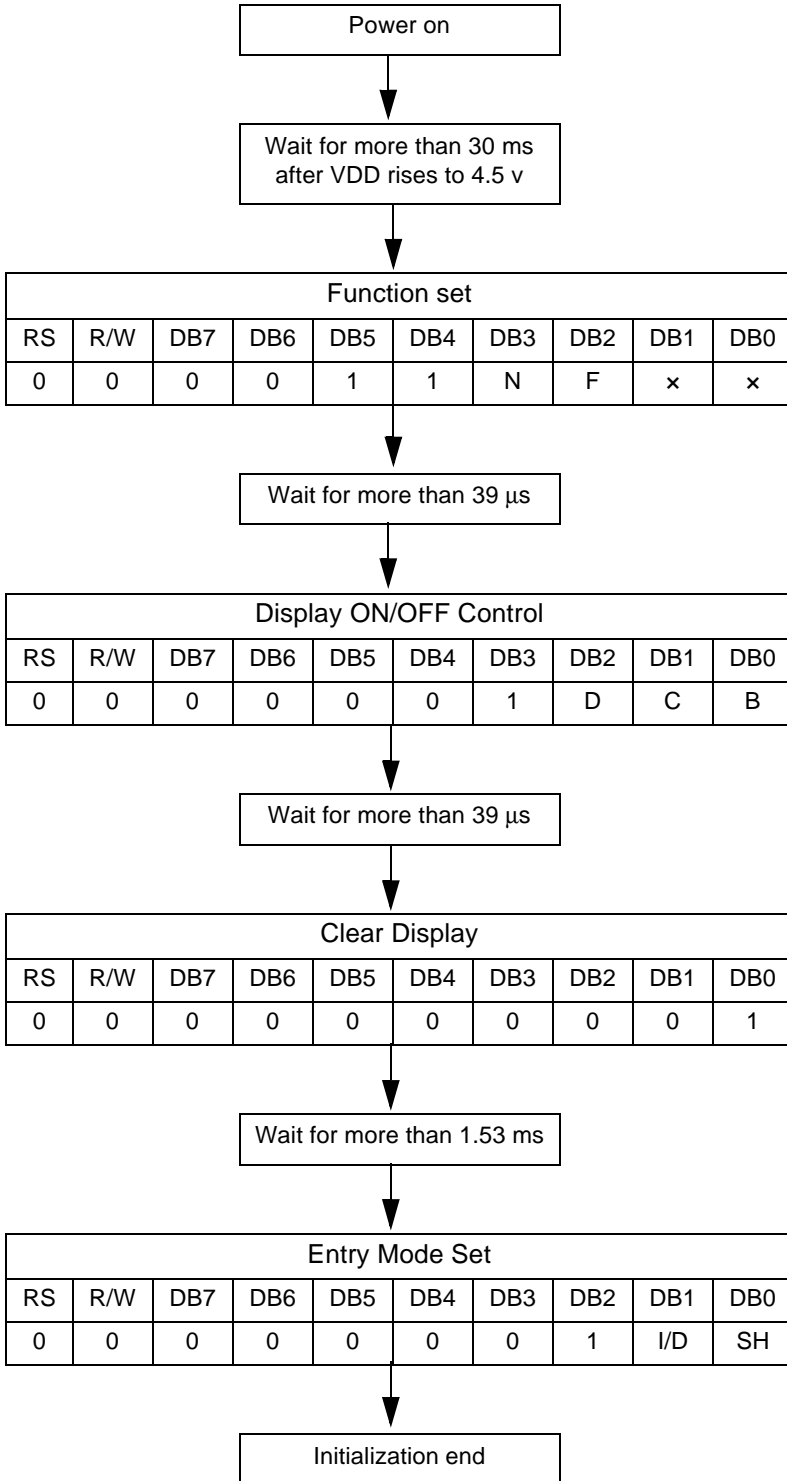 Power on
Wait for more than 30 ms
after VDD rises to 4.5 v
Function set
RS R/W DB7 DB6 DB5 DB4 DB3 DB2 DB1 DB0
0 0 0 0 1 1 N F × ×
Wait for more than 39 μs
Display ON/OFF Control
RS R/W DB7 DB6 DB5 DB4 DB3 DB2 DB1 DB0
0 0 0 0 0 0 1 D C B
Wait for more than 39 μs
Clear Display
RS R/W DB7 DB6 DB5 DB4 DB3 DB2 DB1 DB0
0 0 0 0 0 0 0 0 0 1
Wait for more than 1.53 ms
Entry Mode Set
RS R/W DB7 DB6 DB5 DB4 DB3 DB2 DB1 DB0
0 0 0 0 0 0 0 1 I/D SH
Initialization end